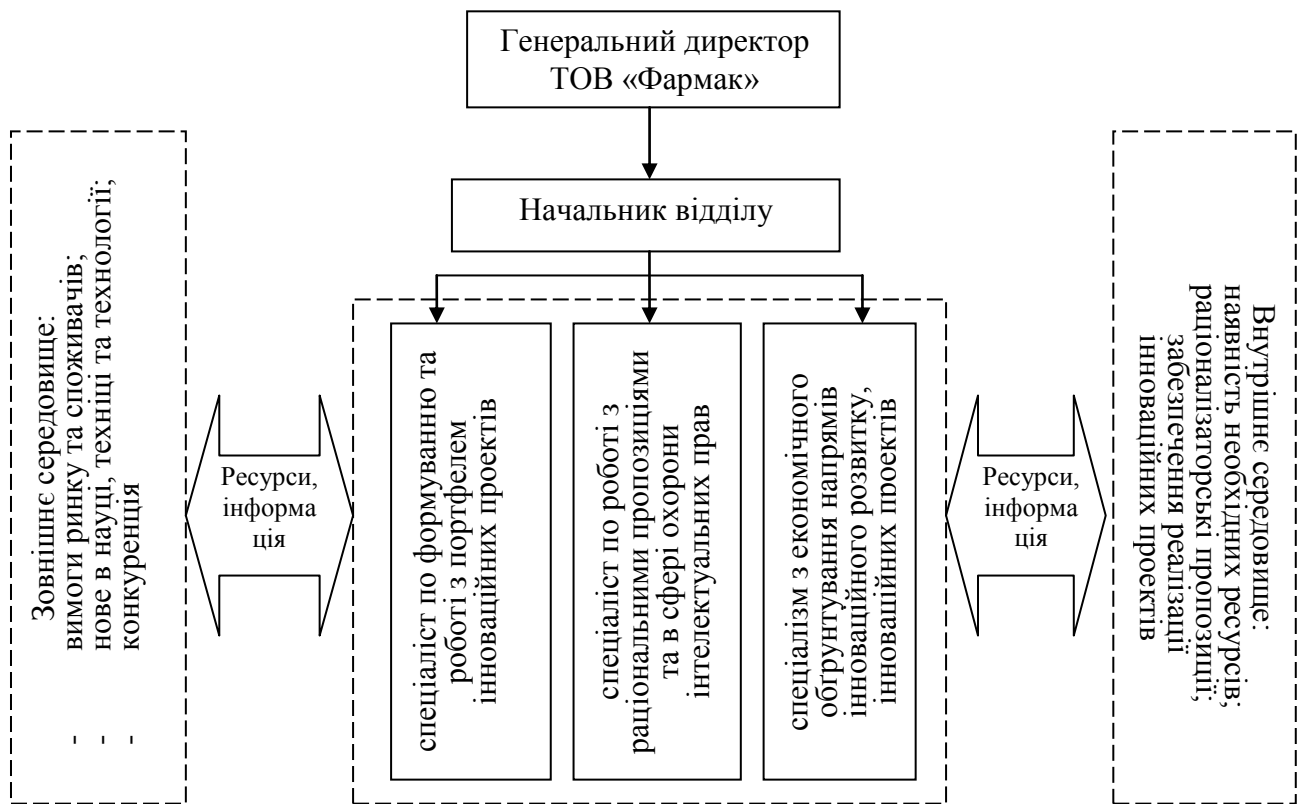 Генеральний директор
ТОВ «Фармак»
Начальник відділу
Зовнішнє середовище:
- вимоги ринку та споживачів;
- нове в науці, техніці та технології;
- конкуренція
Ресурси,
інформа
ція
спеціаліст по формуванню та
роботі з портфелем
інноваційних проектів
спеціаліст по роботі з
раціональними пропозиціями
та в сфері охорони
інтелектуальних прав
спеціалізм з економічного
обгрунтування напрямів
інноваційного розвитку,
інноваційних проектів
Ресурси,
інформа
ція
Внутрішнє середовище:
наявність необхідних ресурсів;
раціоналізаторські пропозиції;
забезпечення реалізації
інноваційних проектів